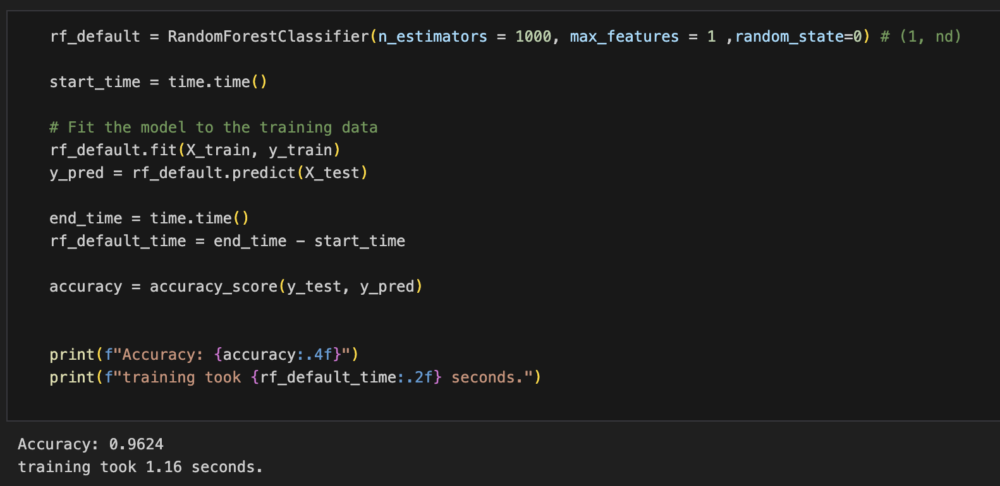 rf_default = RandomForestClassifier(n_estimators = 1000, max_features = 1 ,random_state=0) # (1, nd)
start_time = time.time()
# Fit the model to the training data
rf_default.fit(X_train, y_train)
y_pred = rf_default.predict(X_test)
end_time = time.time()
rf_default_time = end_time - start_time
accuracy = accuracy_score(y_test, y_pred)
print(f"Accuracy: {accuracy:.4f}")
print(f"training took {rf_default_time:.2f} seconds.")
Accuracy: 0.9624
training took 1.16 seconds.